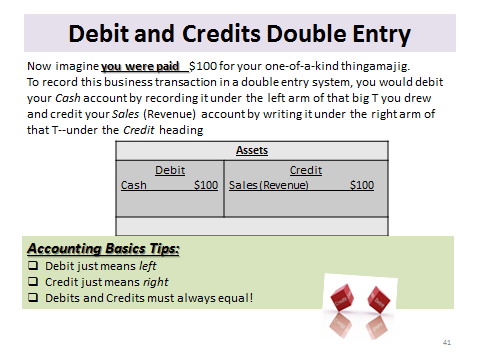 Debit and Credits Double Entry
Now imagine you were paid $100 for your one-of-a-kind thingamajig.
To record this business transaction in a double entry system, you would debit
your Cash account by recording it under the left arm of that big T you drew
and credit your Sales (Revenue) account by writing it under the right arm of
that T--under the Credit heading
Assets
Debit Credit
Cash $100 Sales (Revenue) $100
Accounting Basics Tips:
❑ Debit just means left
❑ Credit just means right
❑ Debits and Credits must always equal!
41